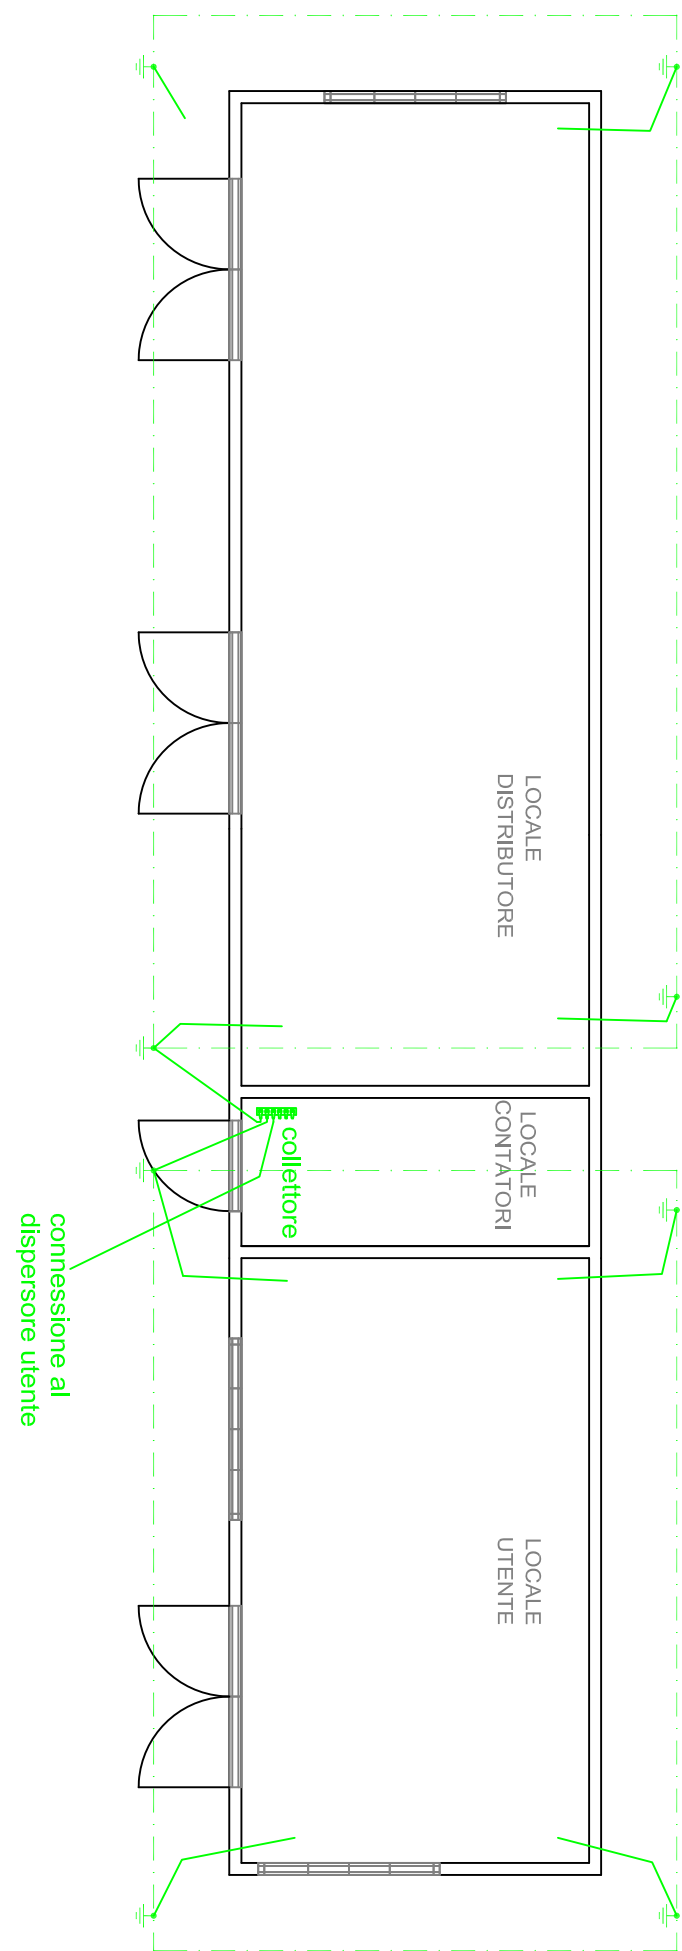 LOCALE
DISTRIBUTORE
LOCALE
CONTATORI
collettore
connessione al
dispersore utente
LOCALE
UTENTE